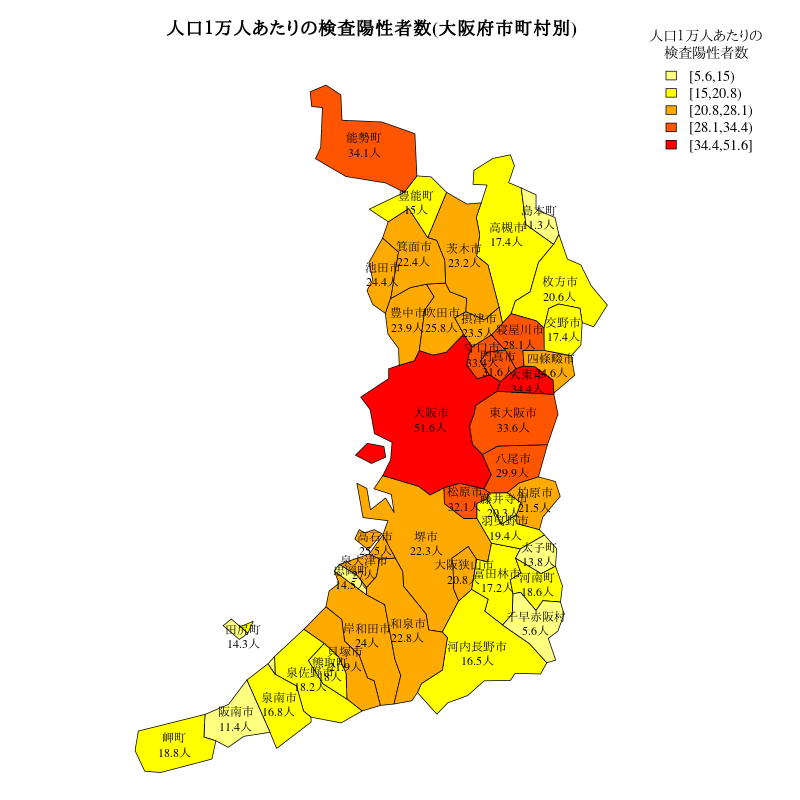 人口1万人あたりの検査陽性者数(大阪府市町村別)
人口1万人あたりの
検査陽性者数
[5.6,15)
[15,20.8)
[20.8,28.1)
[28.1,34.4)
[34.4,51.6]
能勢町
34.1人
豊能町
15人
島本町
11.3人
高槻市
17.4人
箕面市
22.4人
茨木市
23.2人
池田市
24.4人
枚方市
20.6人
豊中市
23.9人
吹田市
25.8人
摂津市
23.5人
寝屋川市
28.1人
交野市
17.4人
守口市
33.4人
門真市
31.6人
四條畷市
24.6人
大東市
34.4人
大阪市
51.6人
東大阪市
33.6人
八尾市
29.9人
松原市
32.1人
藤井寺市
20.3人
柏原市
21.5人
羽曳野市
19.4人
高石市
25.5人
堺市
22.3人
太子町
13.8人
泉大津市
忠岡町
14.5人
大阪狭山市
20.8人
富田林市
17.2人
河南町
18.6人
千早赤阪村
5.6人
田尻町
14.3人
岸和田市
24人
和泉市
22.8人
河内長野市
16.5人
貝塚市
21.9人
熊取町
18人
泉佐野市
18.2人
泉南市
16.8人
阪南市
11.4人
岬町
18.8人